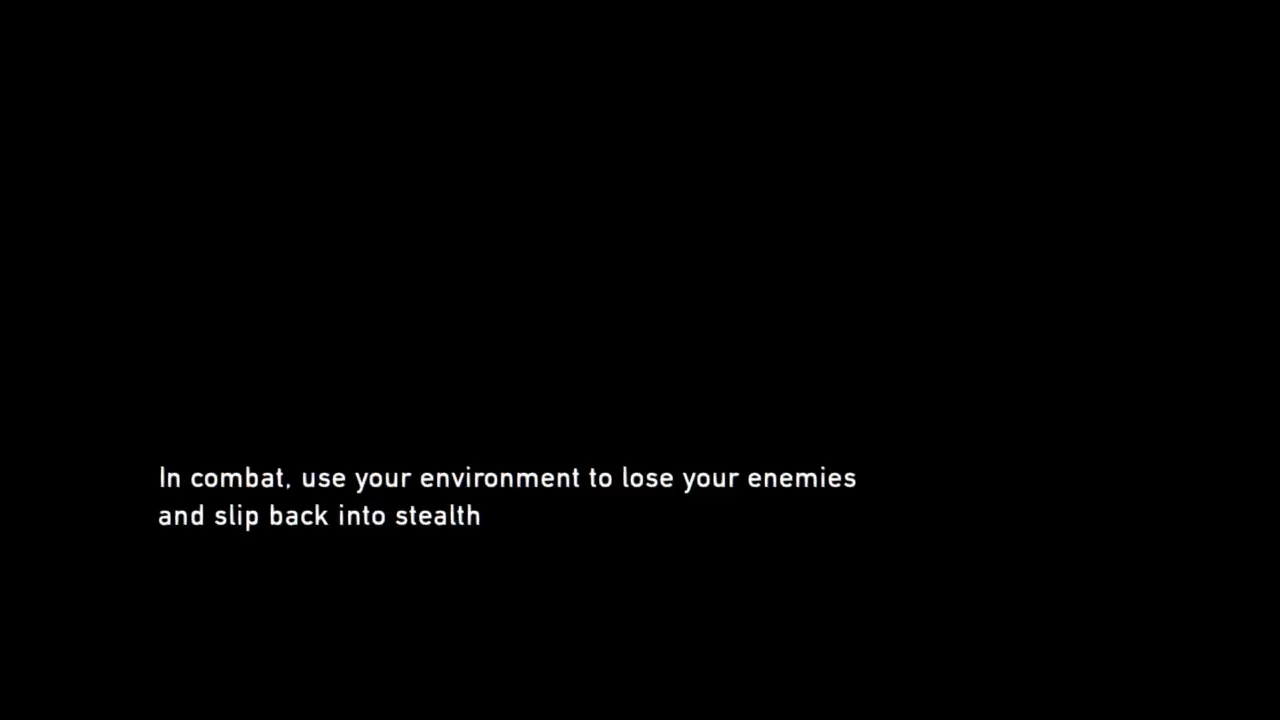 In combat, use your environment to lose your enemies
and slip back into stealth